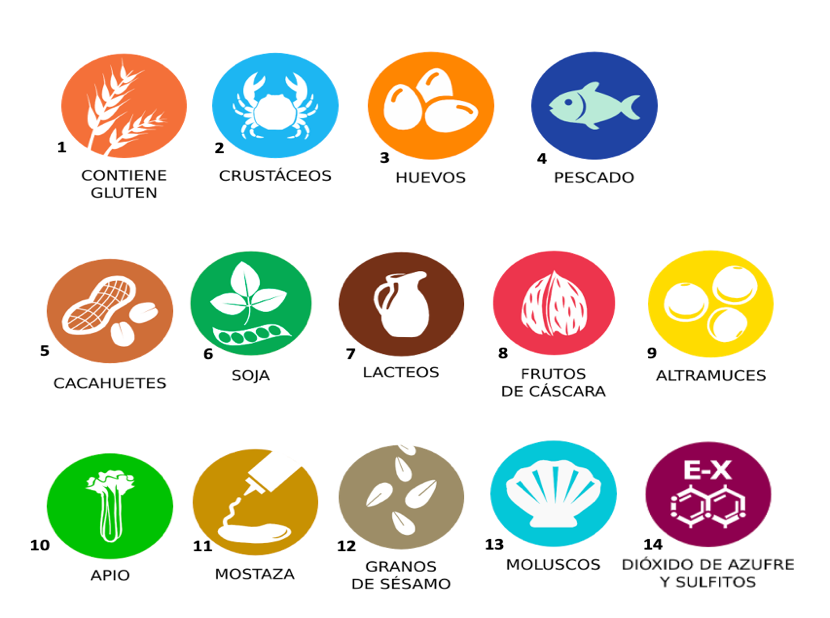 1
CONTIENE
GLUTEN
2
CRUSTÁCEOS
3
HUEVOS
4
PESCADO
5
CACAHUETES
6
SOJA
7
LACTEOS
8
FRUTOS
DE CÁSCARA
9
ALTRAMUCES
10
APIO
11
MOSTAZA
12
GRANOS
DE SÉSAMO
13
MOLUSCOS
E-X
14
DIÓXIDO DE AZUFRE
Y SULFITOS